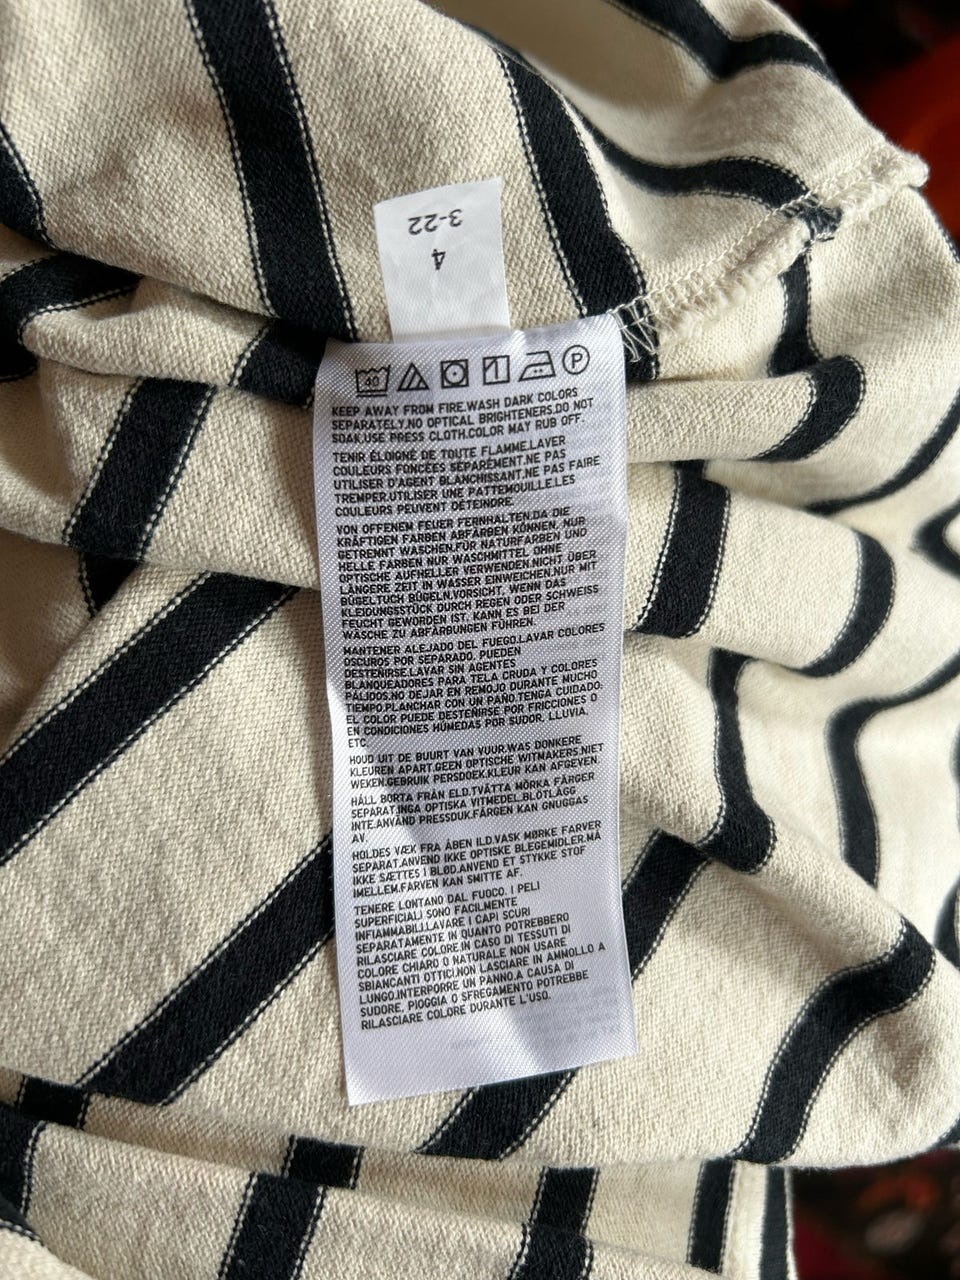 3-22
4
40
P
KEEP AWAY FROM FIRE.WASH DARK COLORS
SEPARATELY.NO OPTICAL BRIGHTENERS.DO NOT
SOAK.USE PRESS CLOTH.COLOR MAY RUB OFF.
TENIR ÉLOIGNÉ DE TOUTE FLAMME.LAVER
COULEURS FONCÉES SÉPARÉMENT.NE PAS
UTILISER D'AGENT BLANCHISSANT.NE PAS FAIRE
TREMPER.UTILISER UNE PATTEMOUILLE.LES
COULEURS PEUVENT DÉTEINDRE.
VON OFFENEM FEUER FERNHALTEN.DA DIE
KRÄFTIGEN FARBEN ABFÄRBEN KÖNNEN, NUR
GETRENNT WASCHEN.FÜR NATURFARBEN UND
HELLE FARBEN NUR WASCHMITTEL OHNE
OPTISCHE AUFHELLER VERWENDEN.NICHT ÜBER
LÄNGERE ZEIT IN WASSER EINWEICHEN.NUR MIT
BÜGELTUCH BÜGELN.VORSICHT, WENN DAS
KLEIDUNGSSTÜCK DURCH REGEN ODER SCHWEISS
FEUCHT GEWORDEN IST, KANN ES BEI DER
WÄSCHE ZU ABFÄRBUNGEN FÜHREN.
MANTENER ALEJADO DEL FUEGO.LAVAR COLORES
OSCUROS POR SEPARADO, PUEDEN
DESTEÑIRSE.LAVAR SIN AGENTES
BLANQUEADORES PARA TELA CRUDA Y COLORES
PÁLIDOS.NO DEJAR EN REMOJO DURANTE MUCHO
TIEMPO.PLANCHAR CON UN PAÑO.TENGA CUIDADO:
EL COLOR PUEDE DESTEÑIRSE POR FRICCIONES O
EN CONDICIONES HÚMEDAS POR SUDOR, LLUVIA,
ETC.
HOUD UIT DE BUURT VAN VUUR.WAS DONKERE
KLEUREN APART.GEEN OPTISCHE WITMAKERS.NIET
WEKEN.GEBRUIK PERSDOEK.KLEUR KAN AFGEVEN.
HÅLL BORTA FRÅN ELD.TVÄTTA MÖRKA FÄRGER
SEPARAT.INGA OPTISKA VITMEDEL.BLÖTLÄGG
INTE.ANVÄND PRESSDUK.FÄRGEN KAN GNUGGAS
AV.
HOLDES VÆK FRA ÅBEN ILD.VASK MØRKE FARVER
SEPARAT.ANVEND IKKE OPTISKE BLEGEMIDLER.MÅ
IKKE SÆTTES I BLØD.ANVEND ET STYKKE STOF
IMELLEM.FARVEN KAN SMITTE AF.
TENERE LONTANO DAL FUOCO. I PELI
SUPERFICIALI SONO FACILMENTE
INFIAMMABILI.LAVARE I CAPI SCURI
SEPARATAMENTE IN QUANTO POTREBBERO
RILASCIARE COLORE.IN CASO DI TESSUTI DI
COLORE CHIARO O NATURALE NON USARE
SBIANCANTI OTTICI.NON LASCIARE IN AMMOLLO A
LUNGO.INTERPORRE UN PANNO.A CAUSA DI
SUDORE, PIOGGIA O SFREGAMENTO POTREBBE
RILASCIARE COLORE DURANTE L'USO.